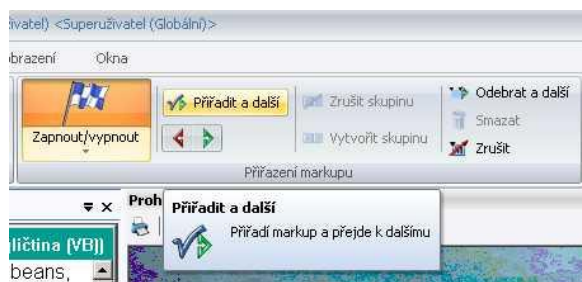 ivatel) <Superuživatel (Globální)>
brazení Okna
Zapnout/vypnout
Přiřadit a další
Zrušit skupinu
Vytvořit skupinu
Odebrat a další
Smazat
Zrušit
Přiřazení markupu
Proh
Přiřadit a další
Přiřadí markup a přejde k dalšímu
gličtina (VB))
beans,